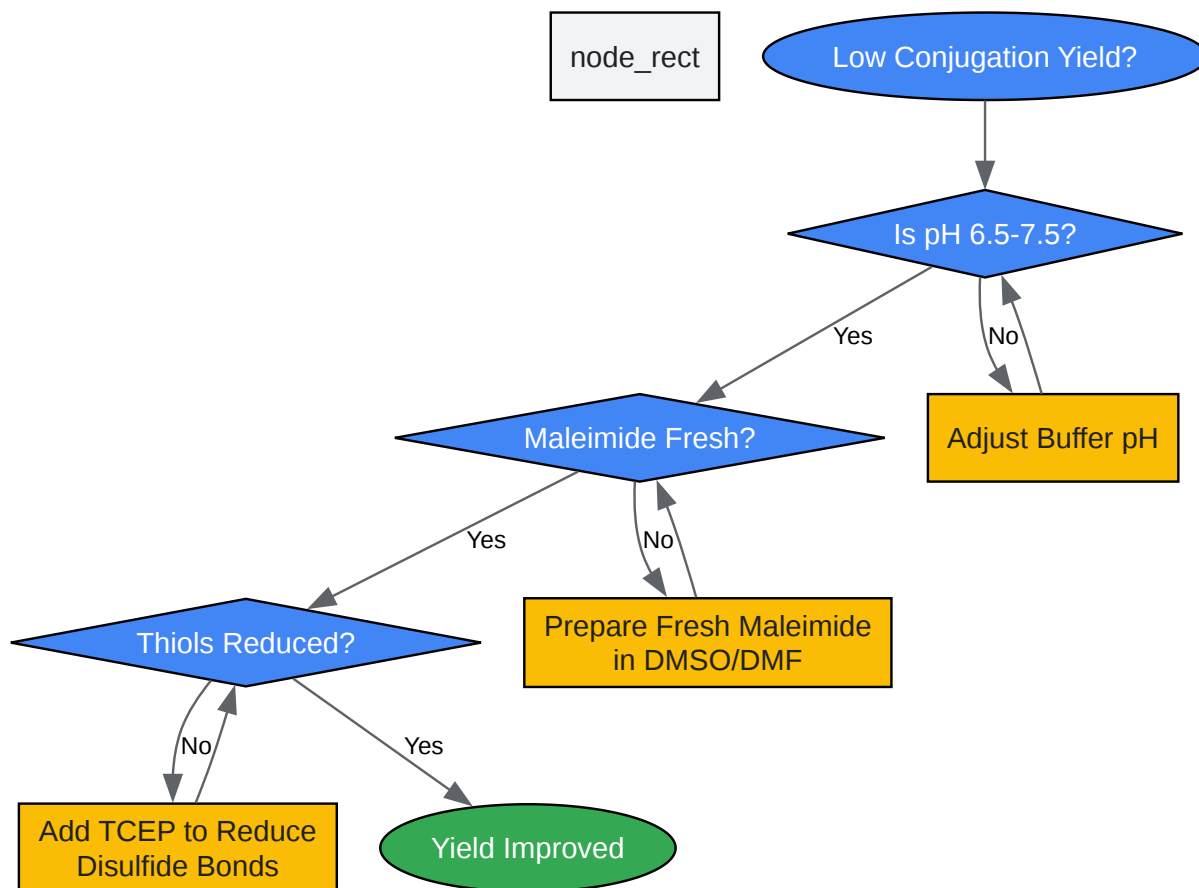 node_rect
Low Conjugation Yield?
Is pH 6.5-7.5?
Yes
No
Maleimide Fresh?
Adjust Buffer pH
Yes
No
Thiols Reduced?
Prepare Fresh Maleimide
in DMSO/DMF
No
Yes
Add TCEP to Reduce
Disulfide Bonds
Yield Improved